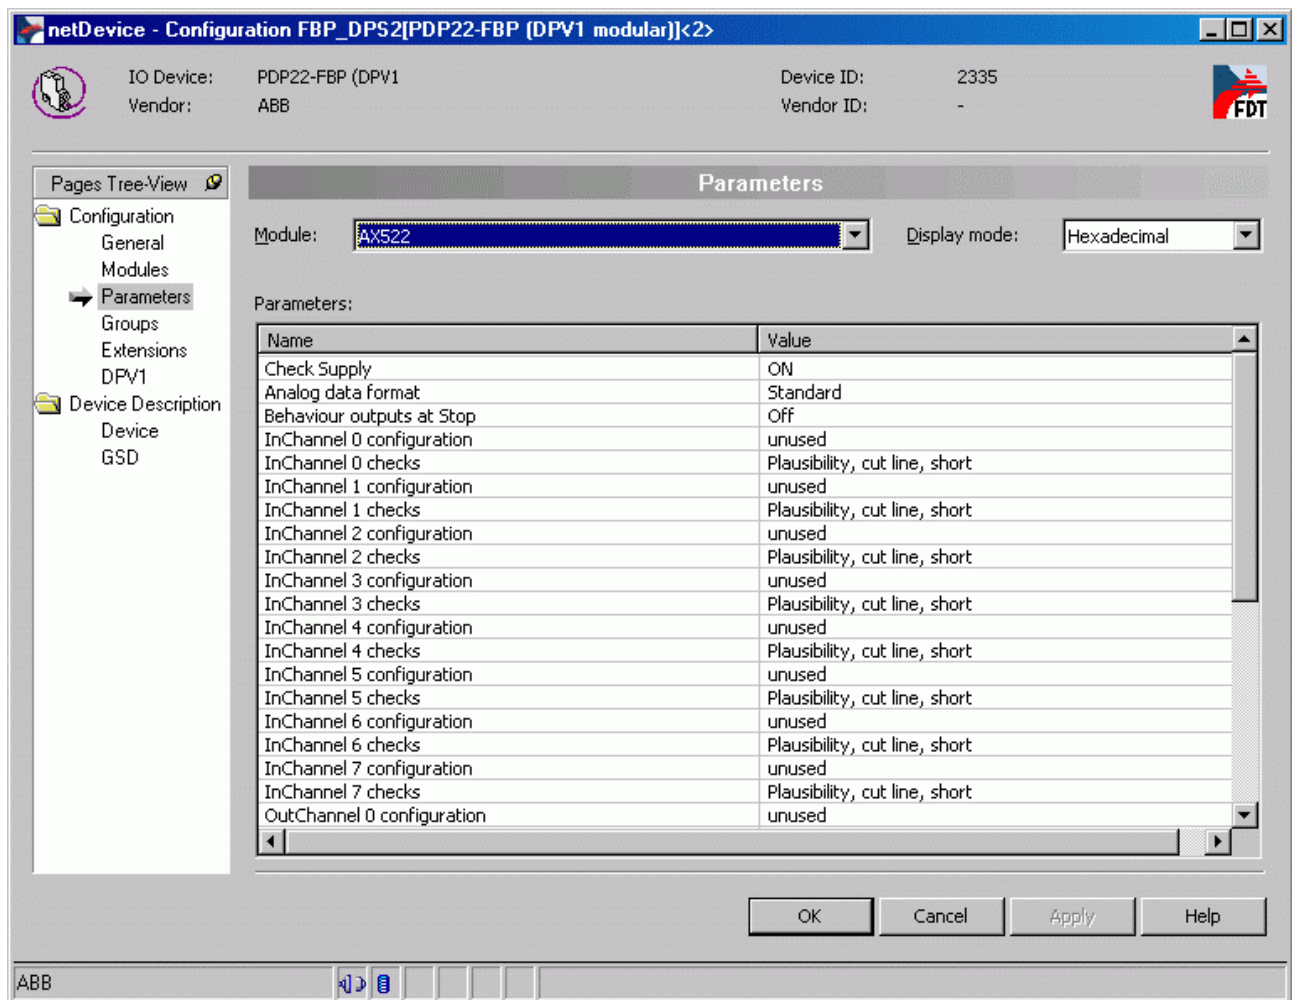 netDevice - Configuration FBP_DPS2[PDP22-FBP (DPV1 modular)]<2>
IO Device: PDP22-FBP (DPV1 Device ID: 2335
Vendor: ABB Vendor ID: -
FDT
Pages Tree-View
Parameters
Configuration
General
Modules
Parameters
Groups
Extensions
DPV1
Device Description
Device
GSD
Module: AX522 Display mode: Hexadecimal
Parameters:
Name Value
Check Supply ON
Analog data format Standard
Behaviour outputs at Stop Off
InChannel 0 configuration unused
InChannel 0 checks Plausibility, cut line, short
InChannel 1 configuration unused
InChannel 1 checks Plausibility, cut line, short
InChannel 2 configuration unused
InChannel 2 checks Plausibility, cut line, short
InChannel 3 configuration unused
InChannel 3 checks Plausibility, cut line, short
InChannel 4 configuration unused
InChannel 4 checks Plausibility, cut line, short
InChannel 5 configuration unused
InChannel 5 checks Plausibility, cut line, short
InChannel 6 configuration unused
InChannel 6 checks Plausibility, cut line, short
InChannel 7 configuration unused
InChannel 7 checks Plausibility, cut line, short
OutChannel 0 configuration unused
OK Cancel Apply Help
ABB